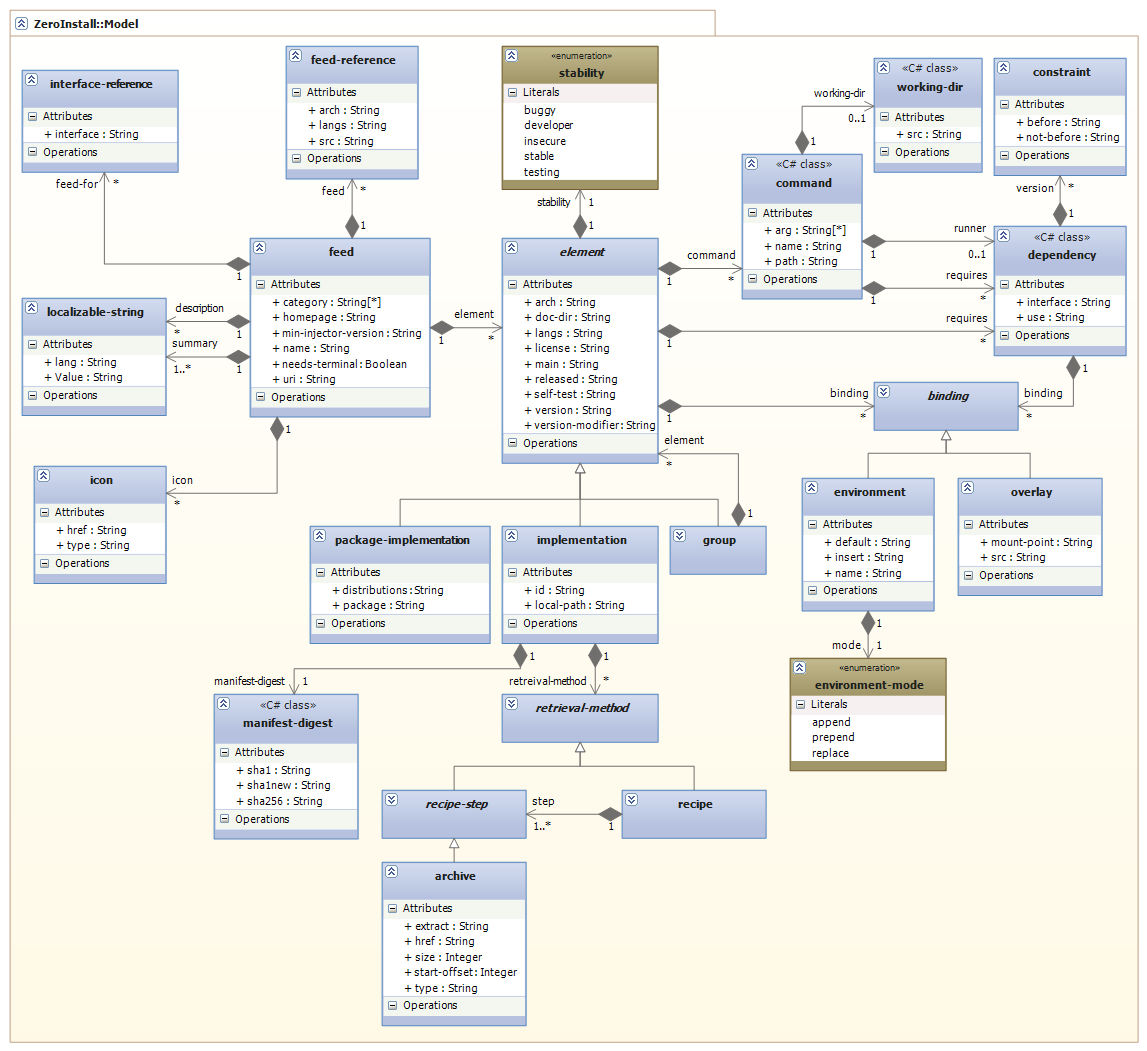 ZeroInstall::Model
interface-reference
Attributes
+ interface : String
Operations
feed-for
*
feed-reference
Attributes
+ arch : String
+ langs : String
+ src : String
Operations
feed
*
1
«enumeration»
stability
Literals
buggy
developer
insecure
stable
testing
stability
1
1
«C# class»
working-dir
Attributes
+ src : String
Operations
working-dir
0..1
1
constraint
Attributes
+ before : String
+ not-before : String
Operations
version
*
1
«C# class»
command
Attributes
+ arg : String[*]
+ name : String
+ path : String
Operations
runner
1
0..1
requires
1
*
«C# class»
dependency
Attributes
+ interface : String
+ use : String
Operations
feed
Attributes
+ category : String[*]
+ homepage : String
+ min-injector-version : String
+ name : String
+ needs-terminal : Boolean
+ uri : String
Operations
1
element
1
*
element
Attributes
+ arch : String
+ doc-dir : String
+ langs : String
+ license : String
+ main : String
+ released : String
+ self-test : String
+ version : String
+ version-modifier : String
Operations
command
1
*
requires
1
*
binding
1
*
localizable-string
Attributes
+ lang : String
+ Value : String
Operations
description
*
1
summary
1..*
1
binding
1
binding
*
icon
Attributes
+ href : String
+ type : String
Operations
icon
*
1
element
*
1
package-implementation
Attributes
+ distributions : String
+ package : String
Operations
implementation
Attributes
+ id : String
+ local-path : String
Operations
group
environment
Attributes
+ default : String
+ insert : String
+ name : String
Operations
overlay
Attributes
+ mount-point : String
+ src : String
Operations
mode
1
1
«enumeration»
environment-mode
Literals
append
prepend
replace
manifest-digest
1
1
retreival-method
1
*
«C# class»
manifest-digest
Attributes
+ sha1 : String
+ sha1new : String
+ sha256 : String
Operations
retrieval-method
recipe-step
step
1..*
1
recipe
archive
Attributes
+ extract : String
+ href : String
+ size : Integer
+ start-offset : Integer
+ type : String
Operations